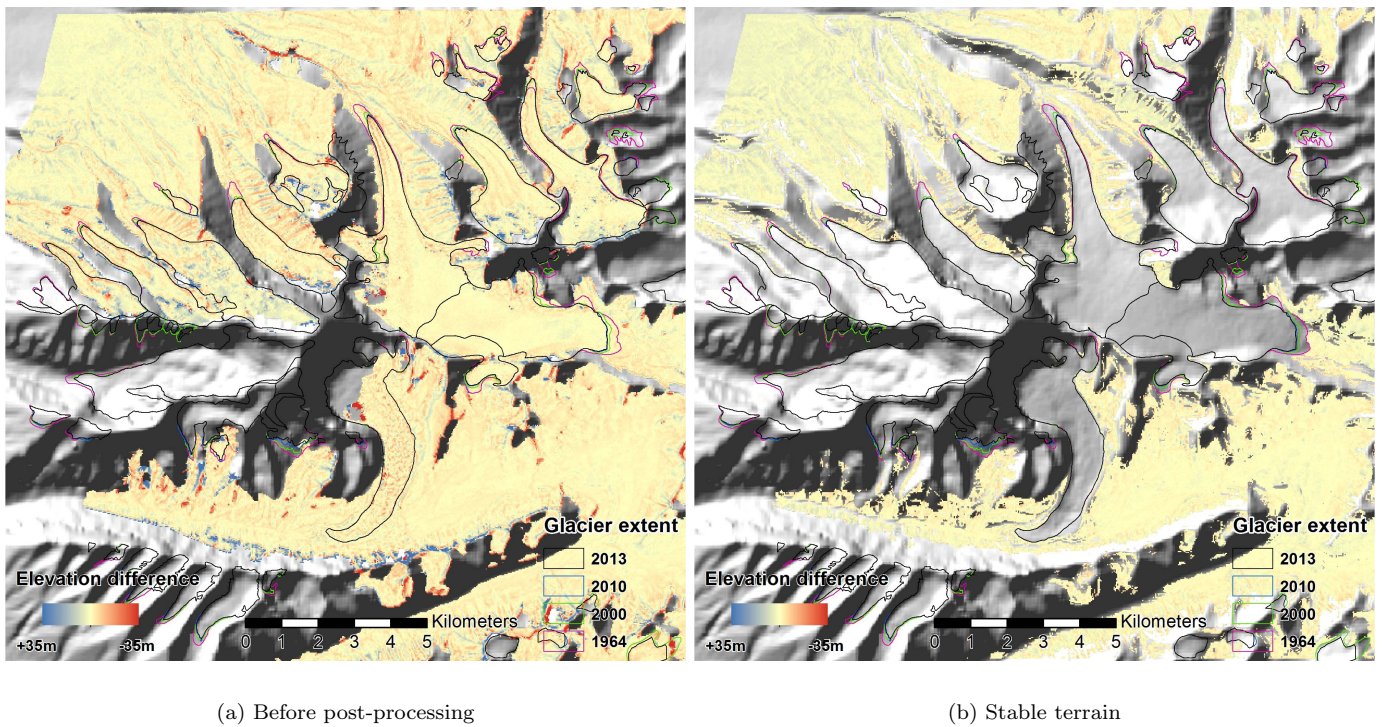 Glacier extent
2013
2010
2000
1964
Elevation difference
+35m
-35m
Kilometers
0 1 2 3 4 5
Glacier extent
2013
2010
2000
1964
Elevation difference
+35m
-35m
Kilometers
0 1 2 3 4 5
(a) Before post-processing
(b) Stable terrain